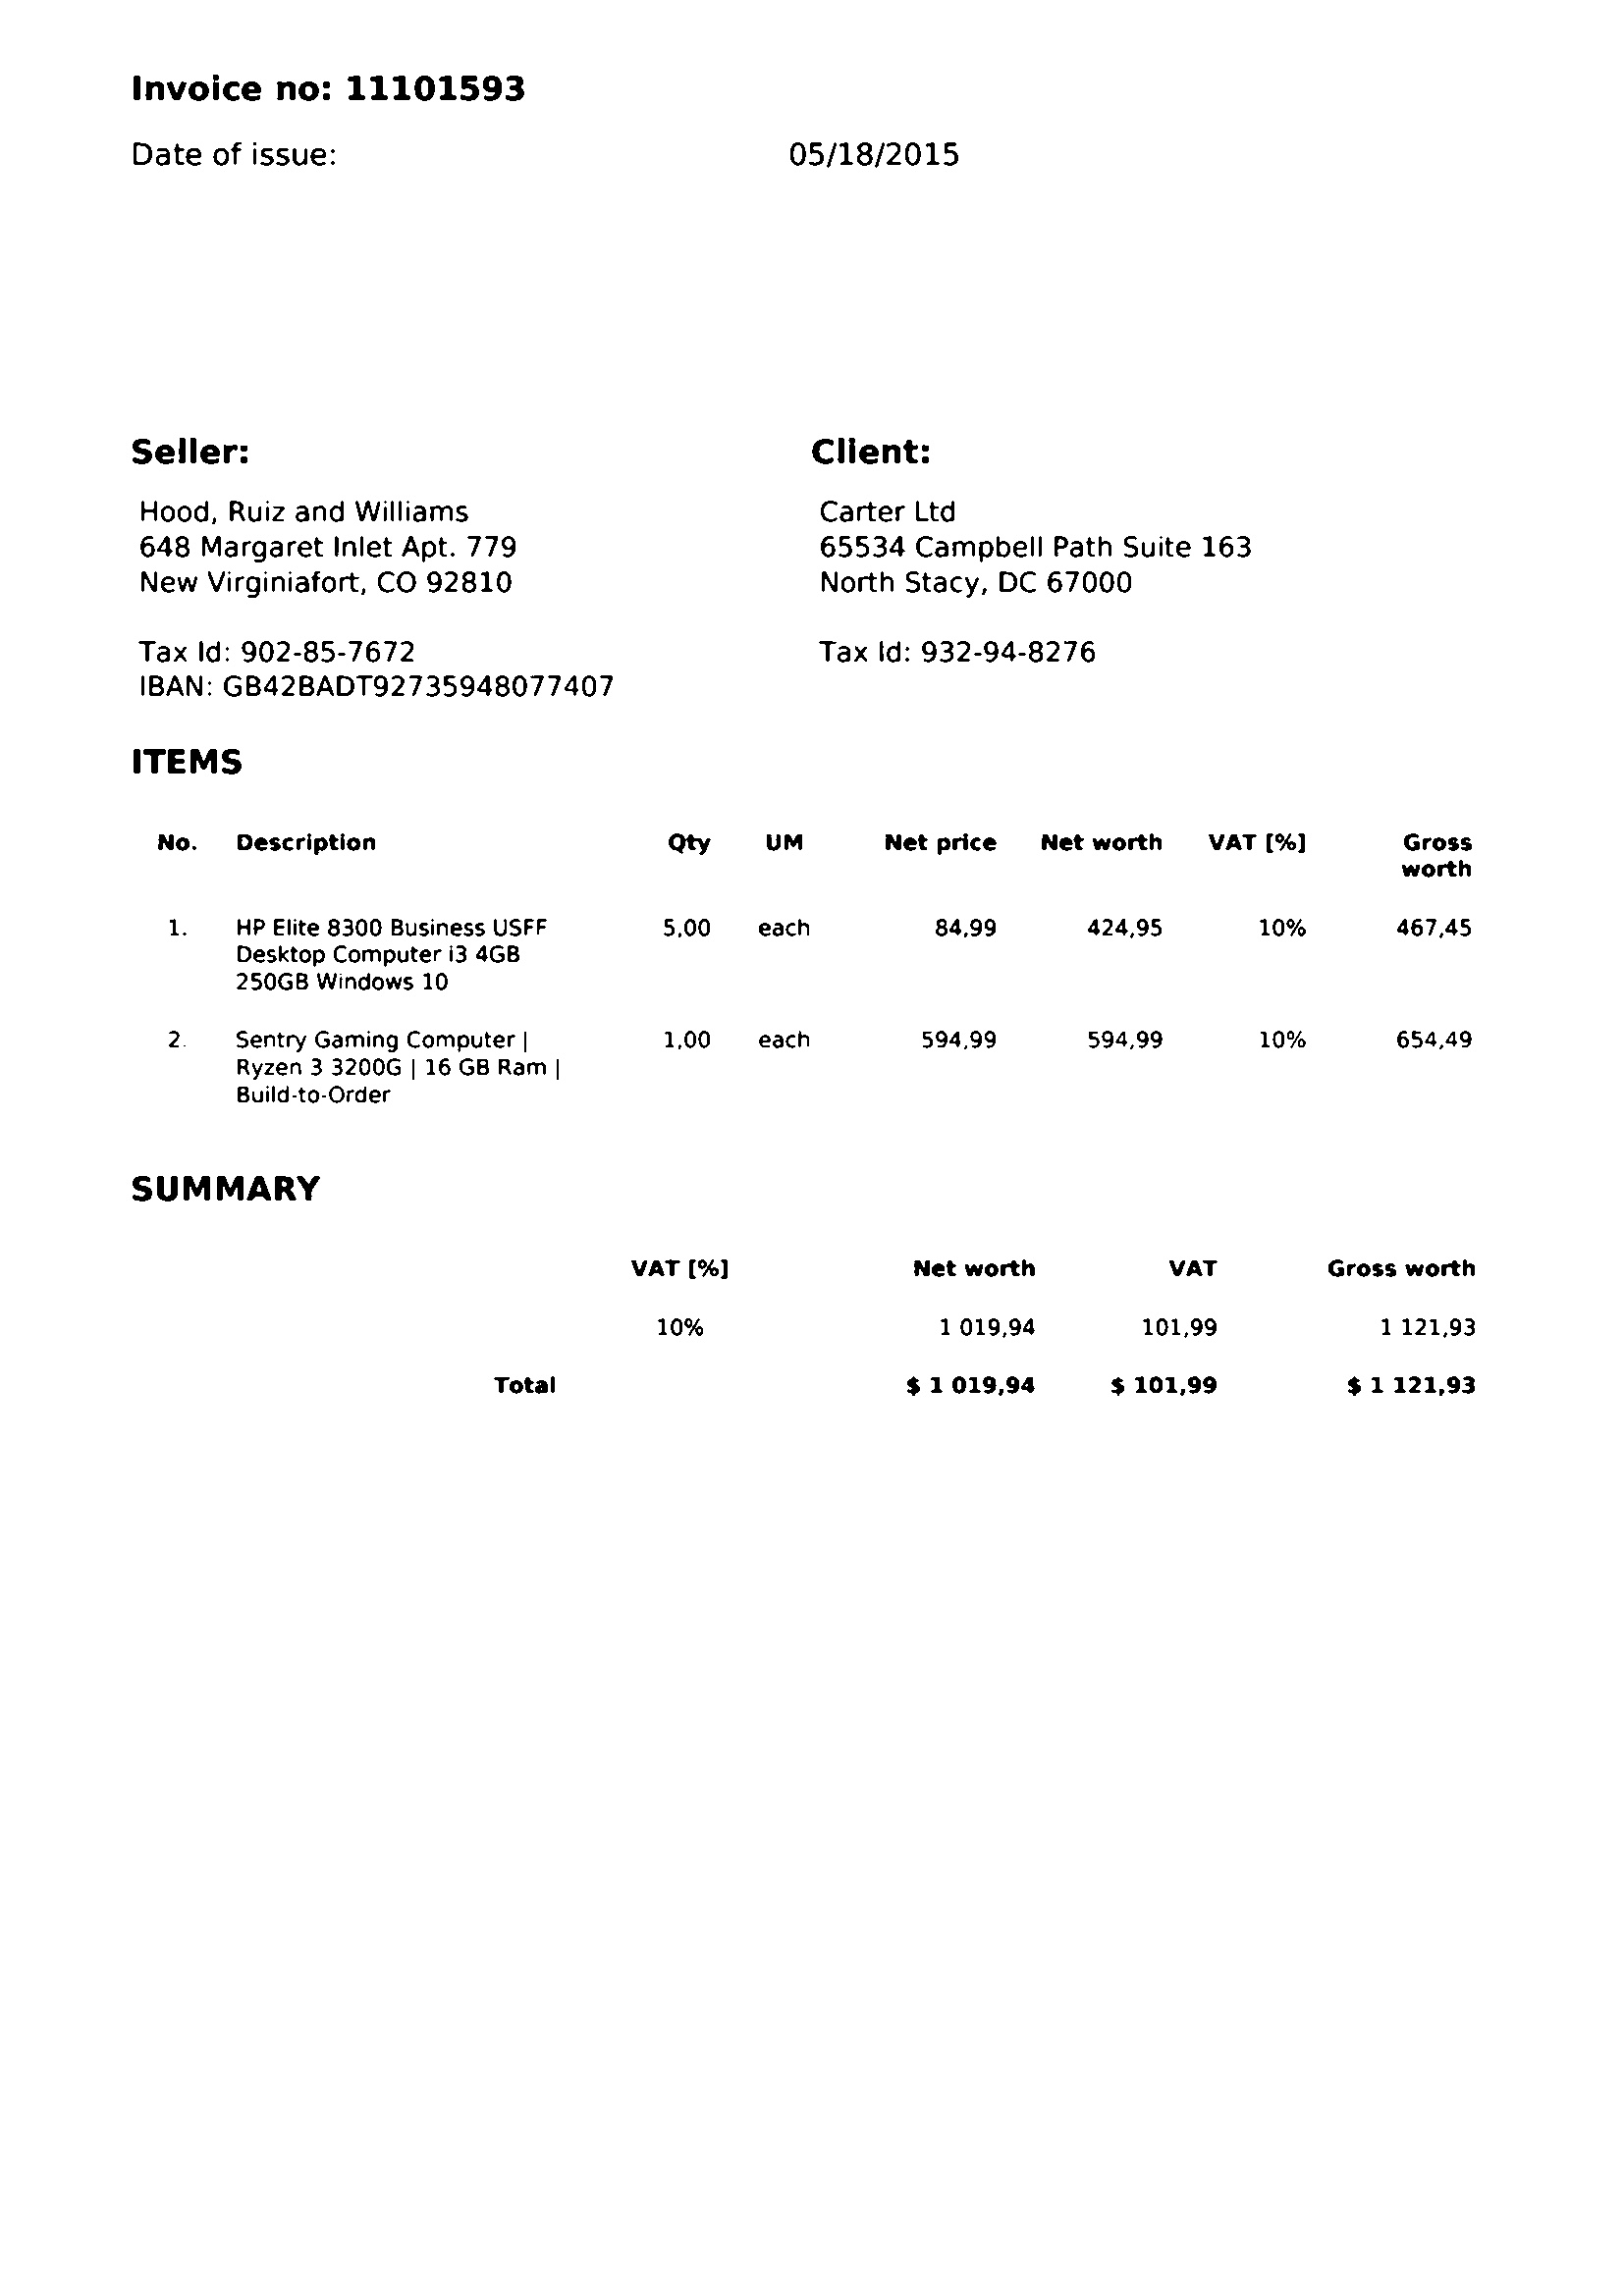 Invoice no: 11101593
Date of issue: 05/18/2015
Seller:
Hood, Ruiz and Williams
648 Margaret Inlet Apt. 779
New Virginiafort, CO 92810
Tax Id: 902-85-7672
IBAN: GB42BADT92735948077407
Client:
Carter Ltd
65534 Campbell Path Suite 163
North Stacy, DC 67000
Tax Id: 932-94-8276
ITEMS
No. Description Qty UM Net price Net worth VAT [%] Gross
worth
1. HP Elite 8300 Business USFF 5,00 each 84,99 424,95 10% 467,45
Desktop Computer i3 4GB
250GB Windows 10
2. Sentry Gaming Computer | 1,00 each 594,99 594,99 10% 654,49
Ryzen 3 3200G | 16 GB Ram |
Build-to-Order
SUMMARY
VAT [%] Net worth VAT Gross worth
10% 1 019,94 101,99 1 121,93
Total $ 1 019,94 $ 101,99 $ 1 121,93